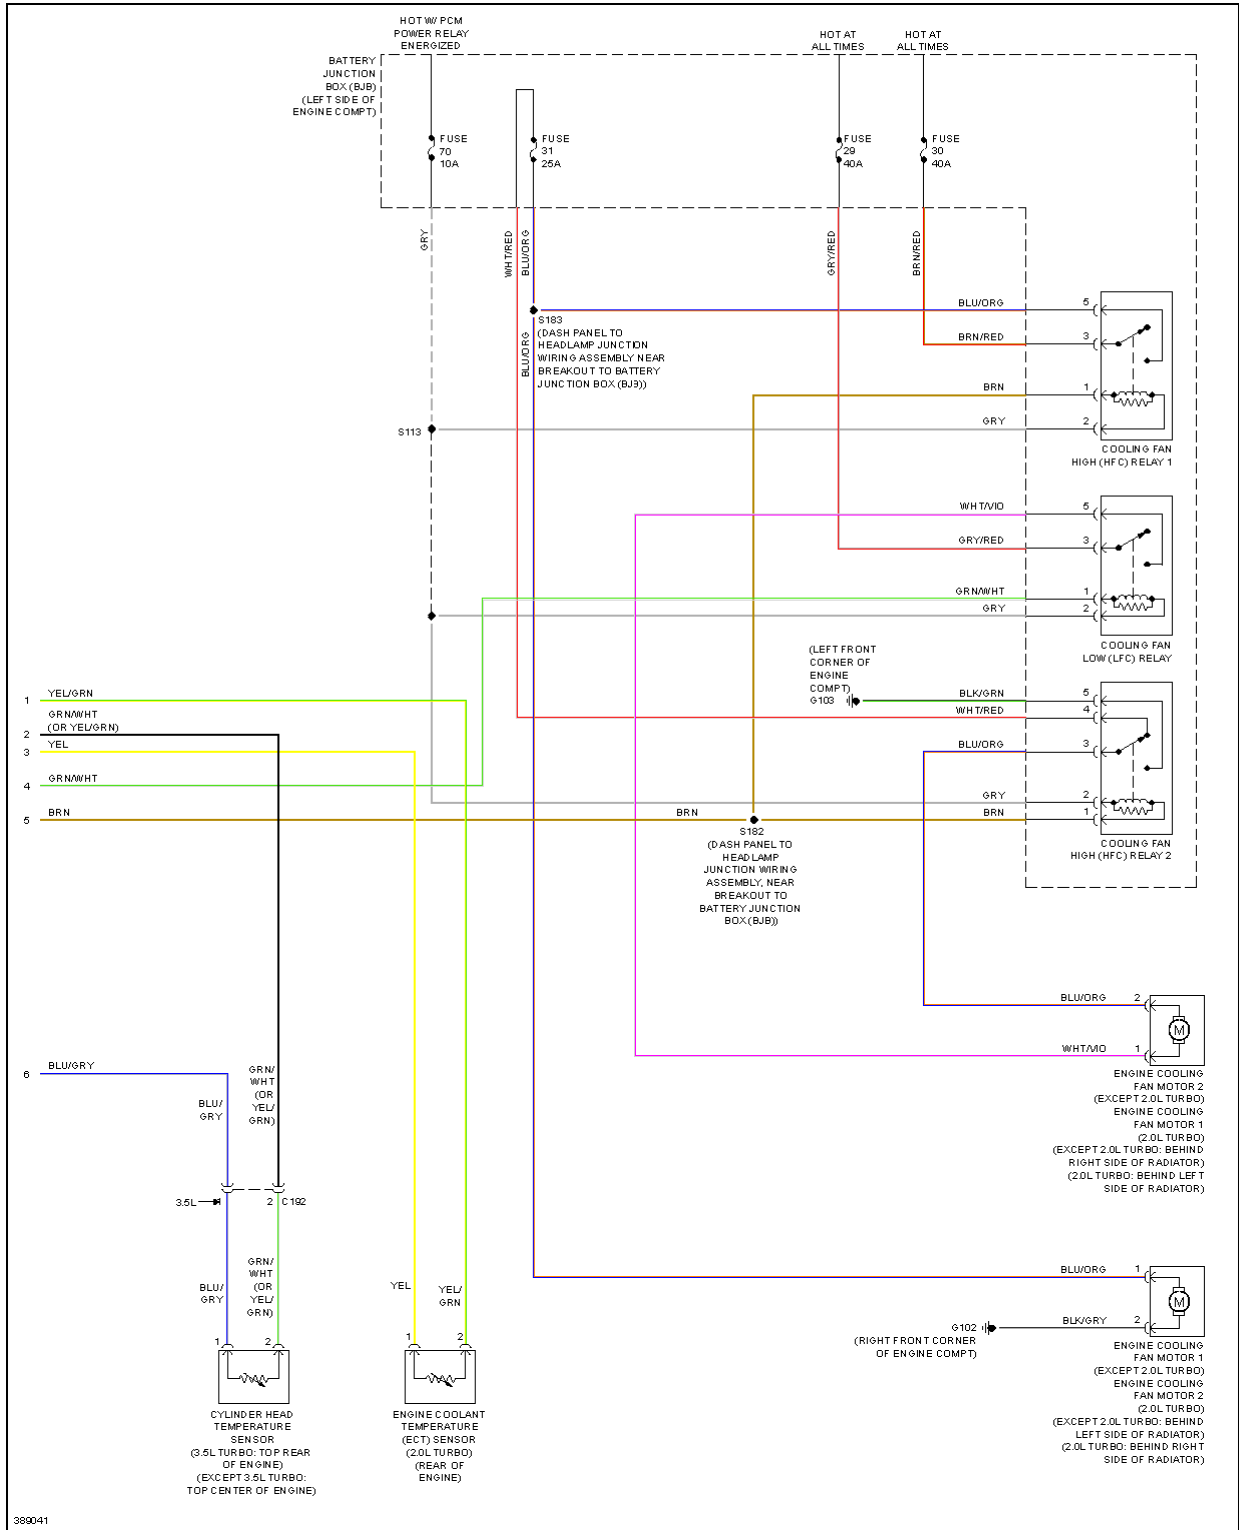 HOT W/ PCM
POWER RELAY
ENERGIZED
HOT AT
ALL TIMES
HOT AT
ALL TIMES
BATTERY
JUNCTION
BOX (BJB)
(LEFT SIDE OF
ENGINE COMPT)
FUSE
70
10A
FUSE
31
25A
FUSE
29
40A
FUSE
30
40A
GRY
WHT/RED
BLU/ORG
GRY/RED
BRN/RED
S183
(DASH PANEL TO
HEADLAMP JUNCTION
WIRING ASSEMBLY NEAR
BREAKOUT TO BATTERY
JUNCTION BOX (BJB))
BLU/ORG
BLU/ORG 5
BRN/RED 3
BRN 1
GRY 2
S113
COOLING FAN
HIGH (HFC) RELAY 1
WHT/VIO 5
GRY/RED 3
GRN/WHT 1
GRY 2
COOLING FAN
LOW (LFC) RELAY
(LEFT FRONT
CORNER OF
ENGINE
COMPT)
G103
BLK/GRN 5
WHT/RED 4
BLU/ORG 3
GRY 2
BRN 1
COOLING FAN
HIGH (HFC) RELAY 2
1 YEL/GRN
GRN/WHT
2 (OR YEL/GRN)
3 YEL
4 GRN/WHT
5 BRN
BRN
S182
(DASH PANEL TO
HEADLAMP
JUNCTION WIRING
ASSEMBLY, NEAR
BREAKOUT TO
BATTERY JUNCTION
BOX (BJB))
BLU/ORG 2
M
WHT/VIO 1
ENGINE COOLING
FAN MOTOR 2
(EXCEPT 2.0L TURBO)
ENGINE COOLING
FAN MOTOR 1
(2.0L TURBO)
(EXCEPT 2.0L TURBO: BEHIND
RIGHT SIDE OF RADIATOR)
(2.0L TURBO: BEHIND LEFT
SIDE OF RADIATOR)
6 BLU/GRY
BLU/
GRY
GRN/
WHT
(OR
YEL/
GRN)
3.5L
2 C192
BLU/
GRY
GRN/
WHT
(OR
YEL/
GRN)
YEL
YEL/
GRN
1 2
1 2
CYLINDER HEAD
TEMPERATURE
SENSOR
(3.5L TURBO: TOP REAR
OF ENGINE)
(EXCEPT 3.5L TURBO:
TOP CENTER OF ENGINE)
ENGINE COOLANT
TEMPERATURE
(ECT) SENSOR
(2.0L TURBO)
(REAR OF
ENGINE)
BLU/ORG 1
M
BLK/GRY 2
G102
(RIGHT FRONT CORNER
OF ENGINE COMPT)
ENGINE COOLING
FAN MOTOR 1
(EXCEPT 2.0L TURBO)
ENGINE COOLING
FAN MOTOR 2
(2.0L TURBO)
(EXCEPT 2.0L TURBO: BEHIND
LEFT SIDE OF RADIATOR)
(2.0L TURBO: BEHIND RIGHT
SIDE OF RADIATOR)
389041